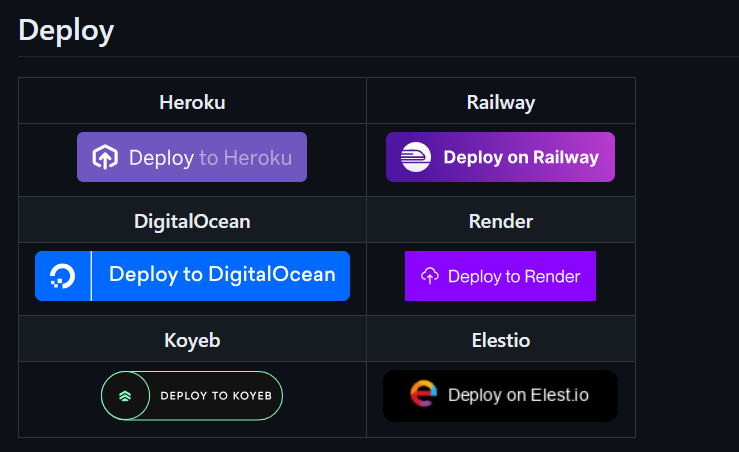 Deploy
Heroku Railway
Deploy to Heroku Deploy on Railway
DigitalOcean Render
Deploy to DigitalOcean Deploy to Render
Koyeb Elestio
DEPLOY TO KOYEB Deploy on Elest.io